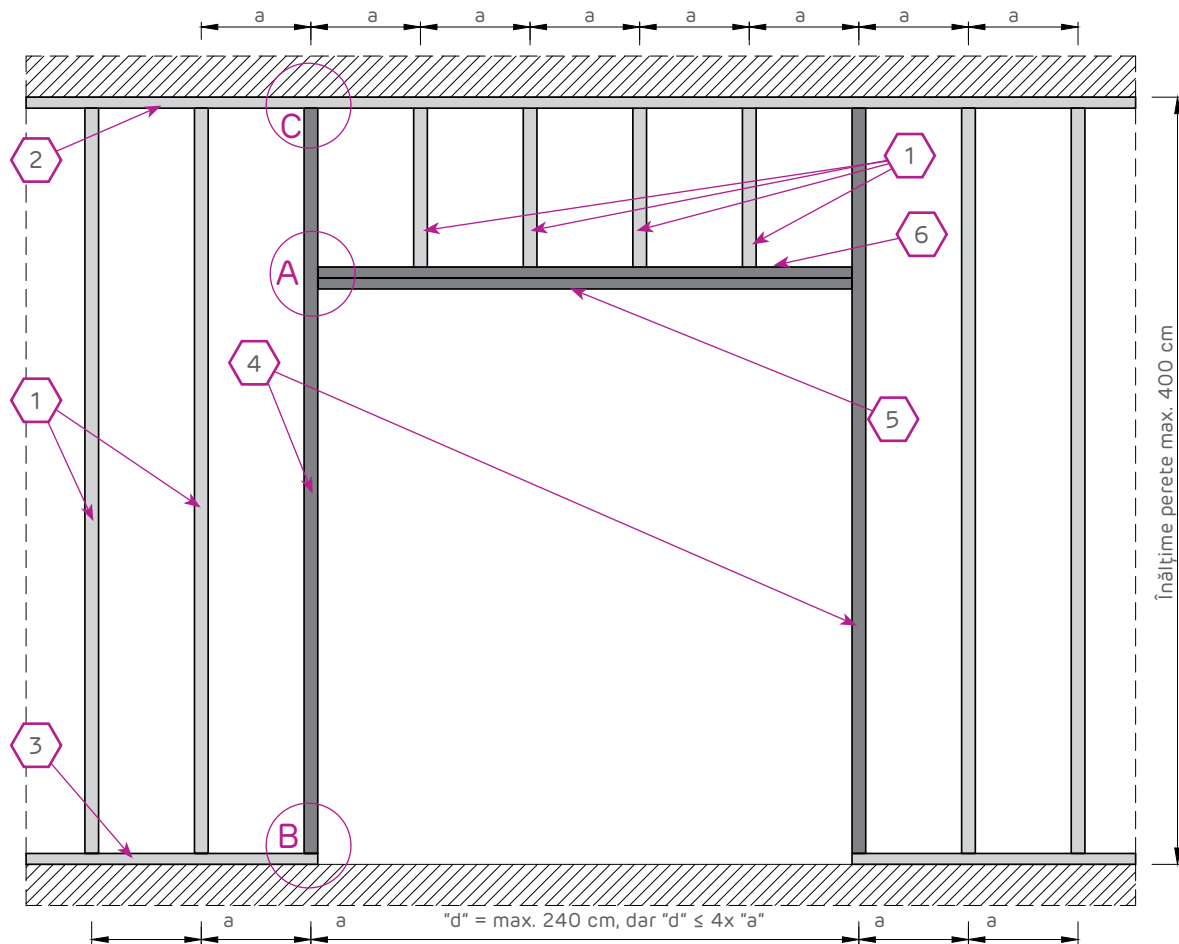 a a a a a a a a
C
2
1
6
A
4
1
5
Înălțime perete max. 400 cm
3
B
a a "d" = max. 240 cm, dar "d" ≤ 4x "a" a a